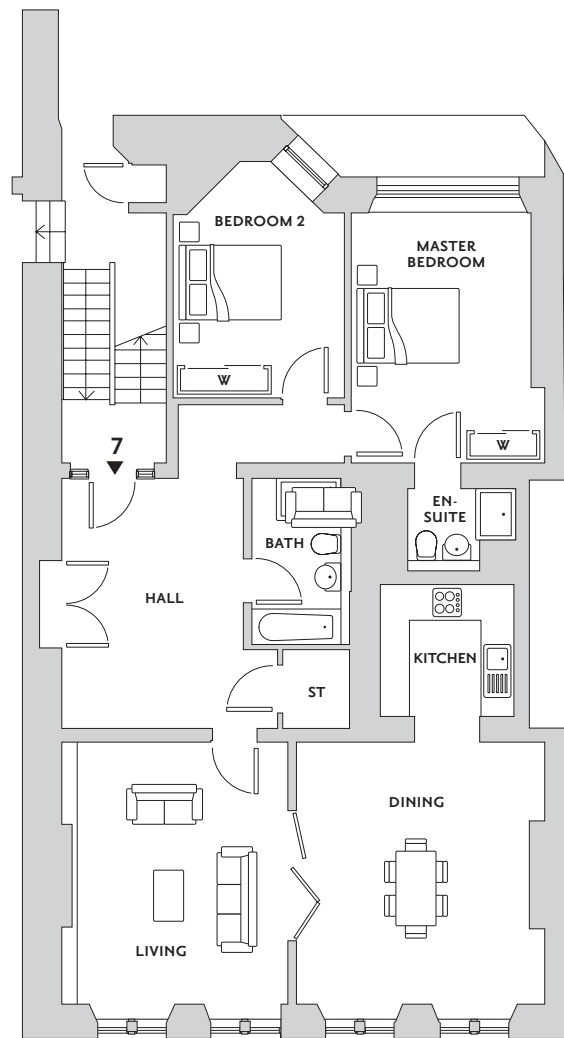 BEDROOM 2
MASTER
BEDROOM
W
W
7
EN-
SUITE
BATH
HALL
KITCHEN
ST
DINING
LIVING